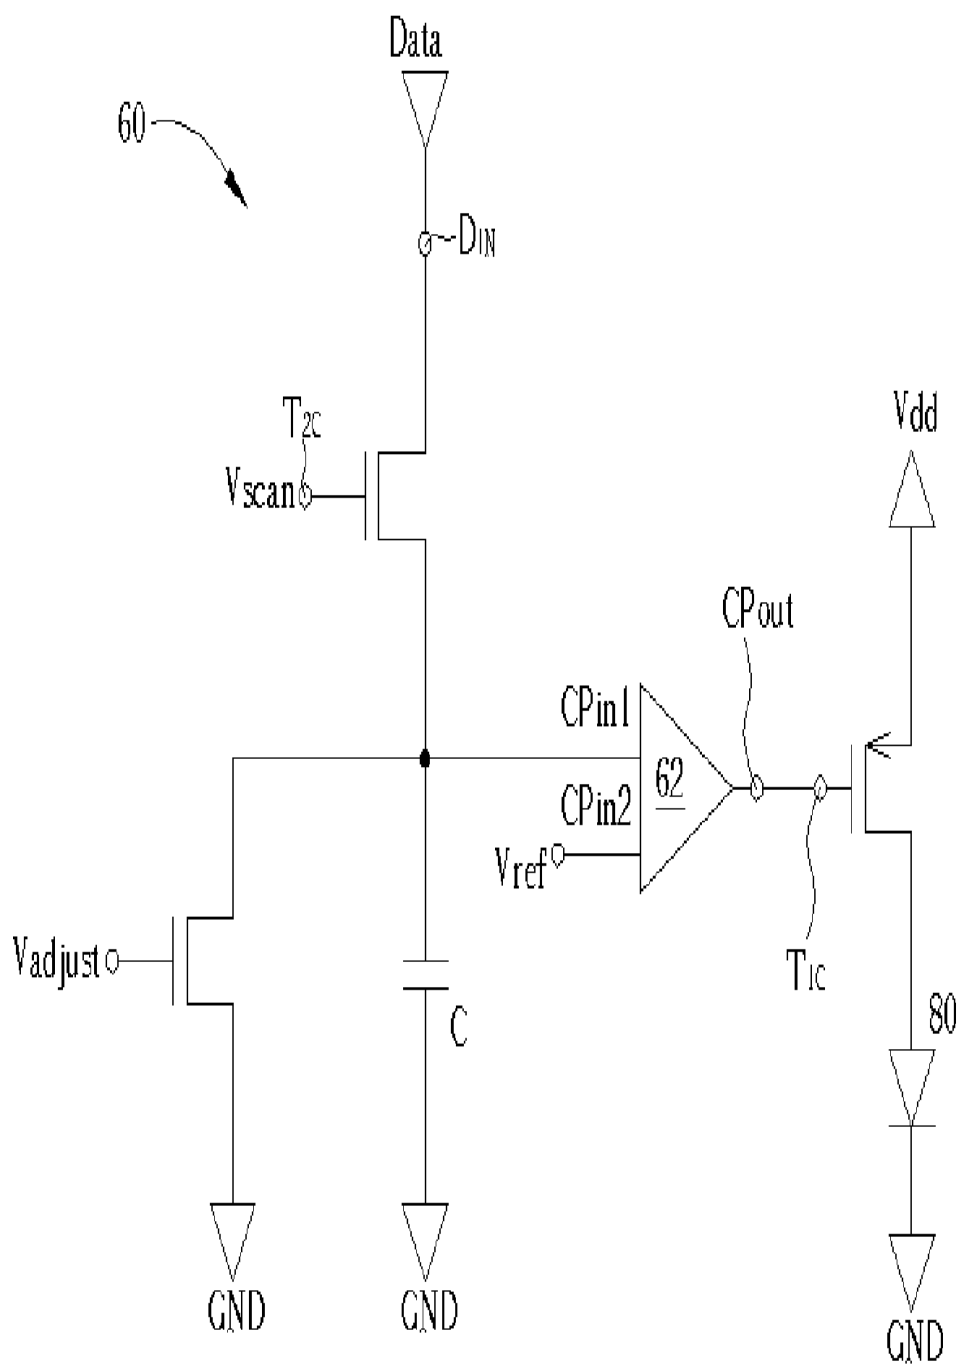 Data
60
DIN
T2C
Vscan
Vdd
CPout
CPin1
62
CPin2
Vref
Vadjust
T1C
80
C
GND
GND
GND